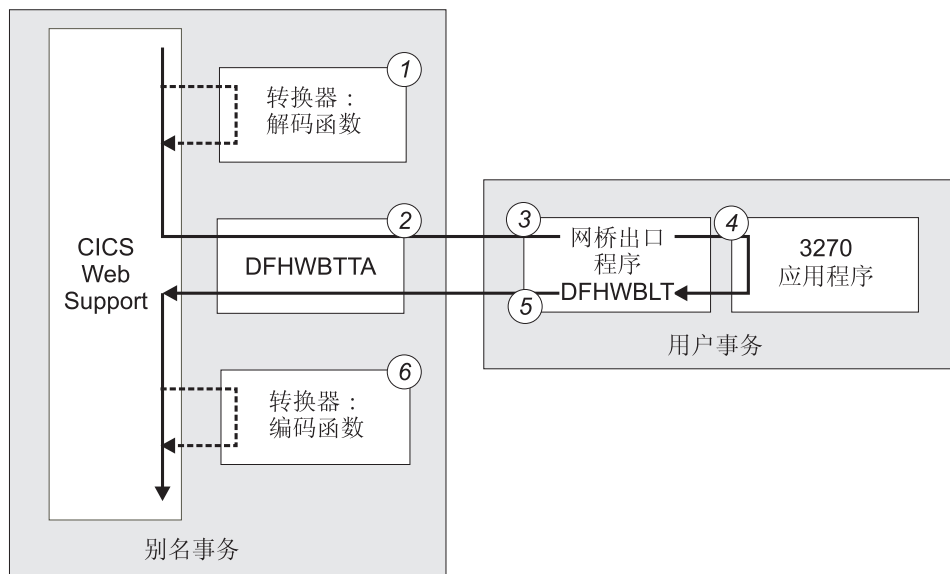 1
转换器：
解码函数
CICS
Web
Support
2
DFHWBTTA
3
网桥出口
程序
DFHWBLT
4
3270
应用程序
5
用户事务
6
转换器：
编码函数
别名事务